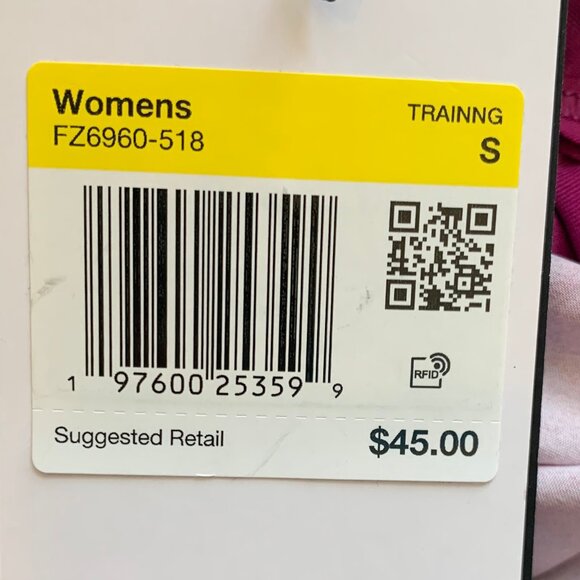 Womens
TRAINNG
FZ6960-518
S
1 97600 25359 9
RFID
Suggested Retail
$45.00